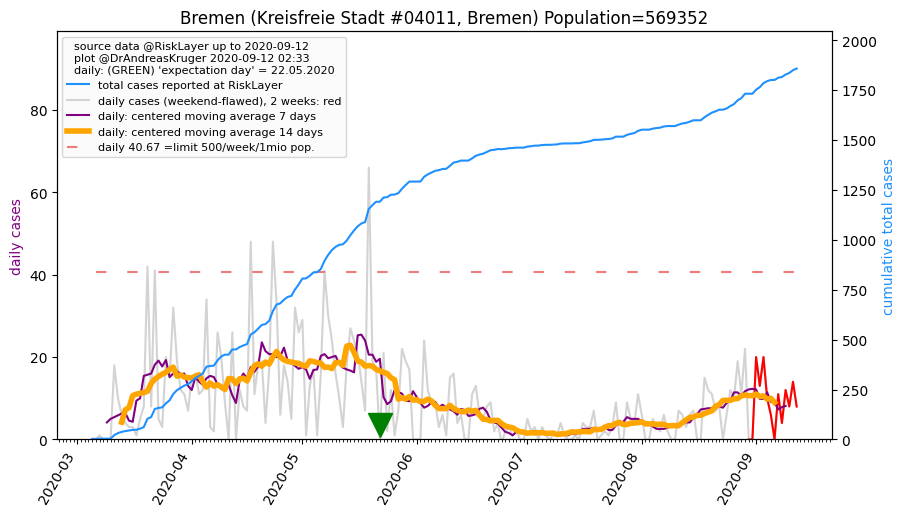 Bremen (Kreisfreie Stadt #04011, Bremen) Population=569352
source data @RiskLayer up to 2020-09-12
plot @DrAndreasKruger 2020-09-12 02:33
daily: (GREEN) 'expectation day' = 22.05.2020
total cases reported at RiskLayer
daily cases (weekend-flawed), 2 weeks: red
daily: centered moving average 7 days
daily: centered moving average 14 days
daily 40.67 =limit 500/week/1mio pop.
daily cases
80
60
40
20
0
cumulative total cases
2000
1750
1500
1250
1000
750
500
250
0
2020-03
2020-04
2020-05
2020-06
2020-07
2020-08
2020-09